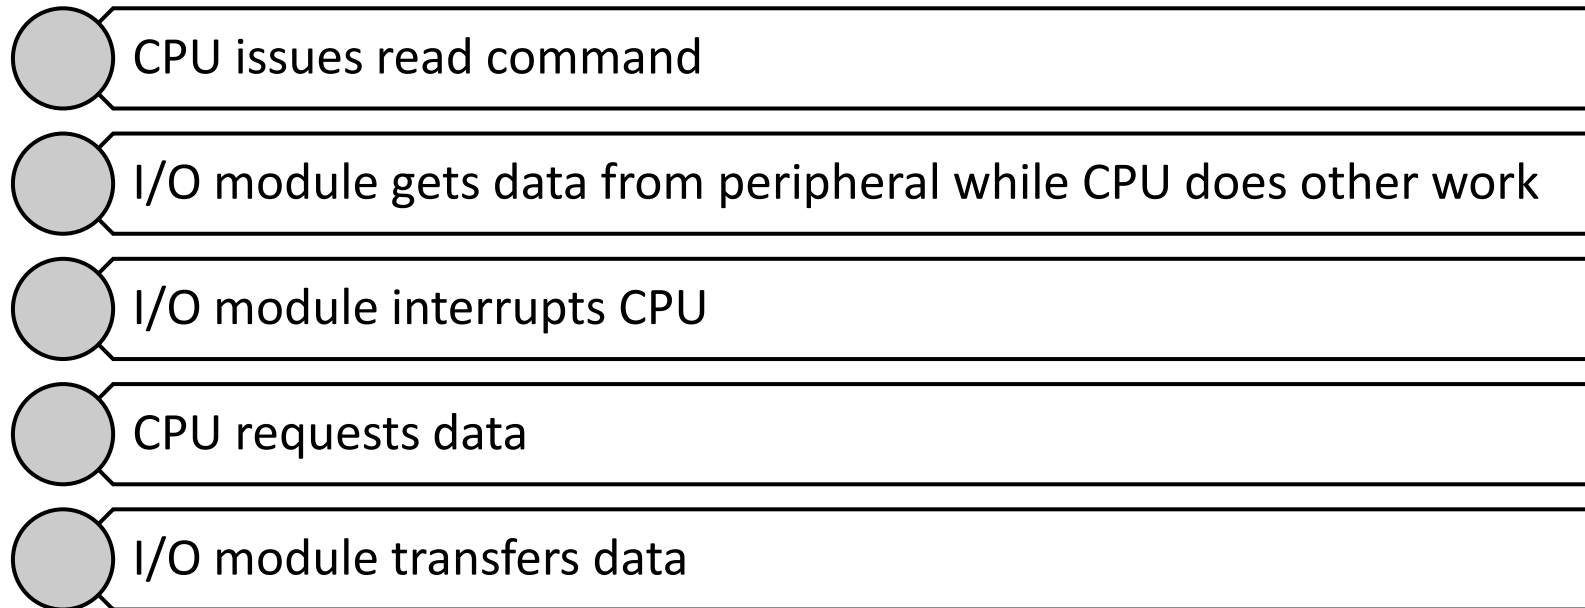 CPU issues read command
I/O module gets data from peripheral while CPU does other work
I/O module interrupts CPU
CPU requests data
I/O module transfers data